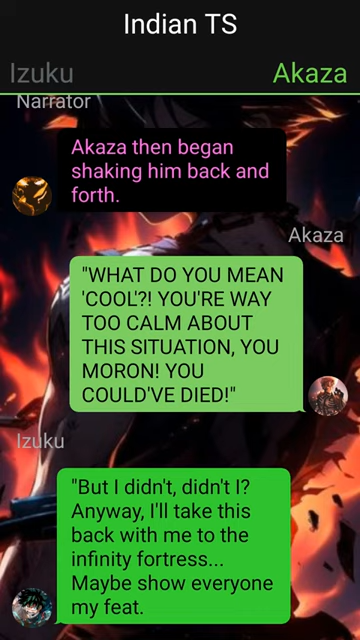 Indian TS
Izuku
Akaza
Narrator
Akaza then began
shaking him back and
forth.
Akaza
"WHAT DO YOU MEAN
'COOL'?! YOU'RE WAY
TOO CALM ABOUT
THIS SITUATION, YOU
MORON! YOU
COULD'VE DIED!"
Izuku
"But I didn't, didn't I?
Anyway, I'll take this
back with me to the
infinity fortress...
Maybe show everyone
my feat.